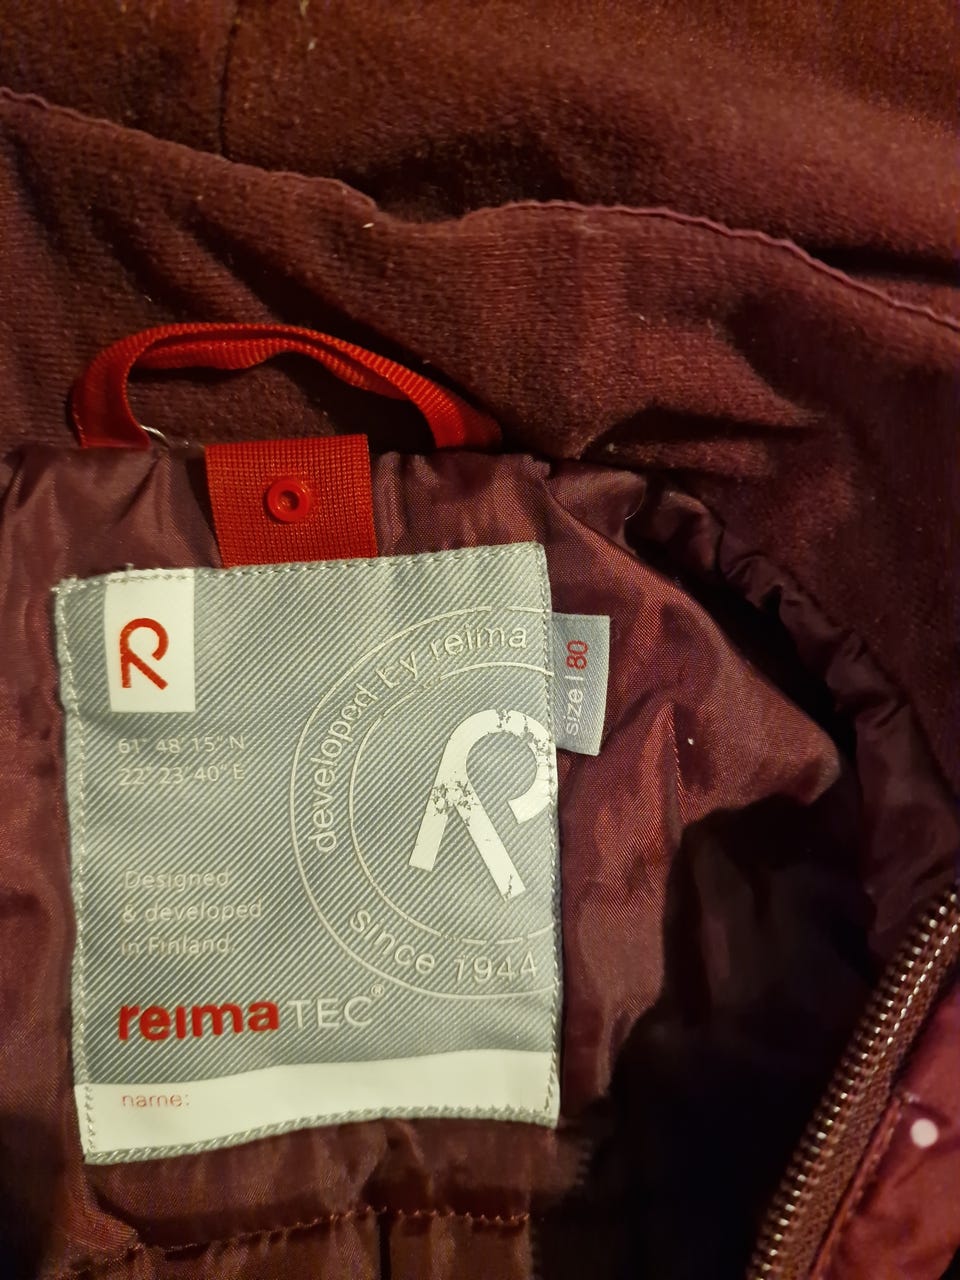 R
61° 48' 15" N
22° 23' 40" E
Designed
& developed
in Finland
reimaTEC®
name:
developed by reima
R
since 1944
size | 80